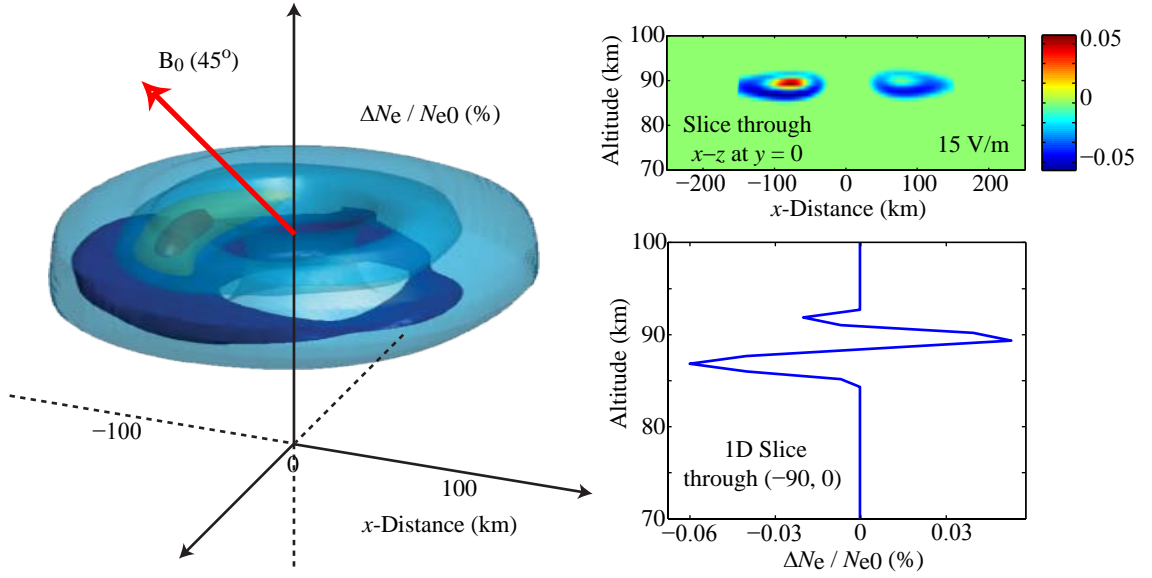 B0 (45o)
ΔNe / Ne0 (%)
−100
0
100
x-Distance (km)
100
90
80
70
Altitude (km)
Slice through
x−z at y = 0
15 V/m
−200
−100
0
100
200
x-Distance (km)
0.05
0
−0.05
100
90
80
70
Altitude (km)
1D Slice
through (−90, 0)
−0.06
−0.03
0
0.03
ΔNe / Ne0 (%)